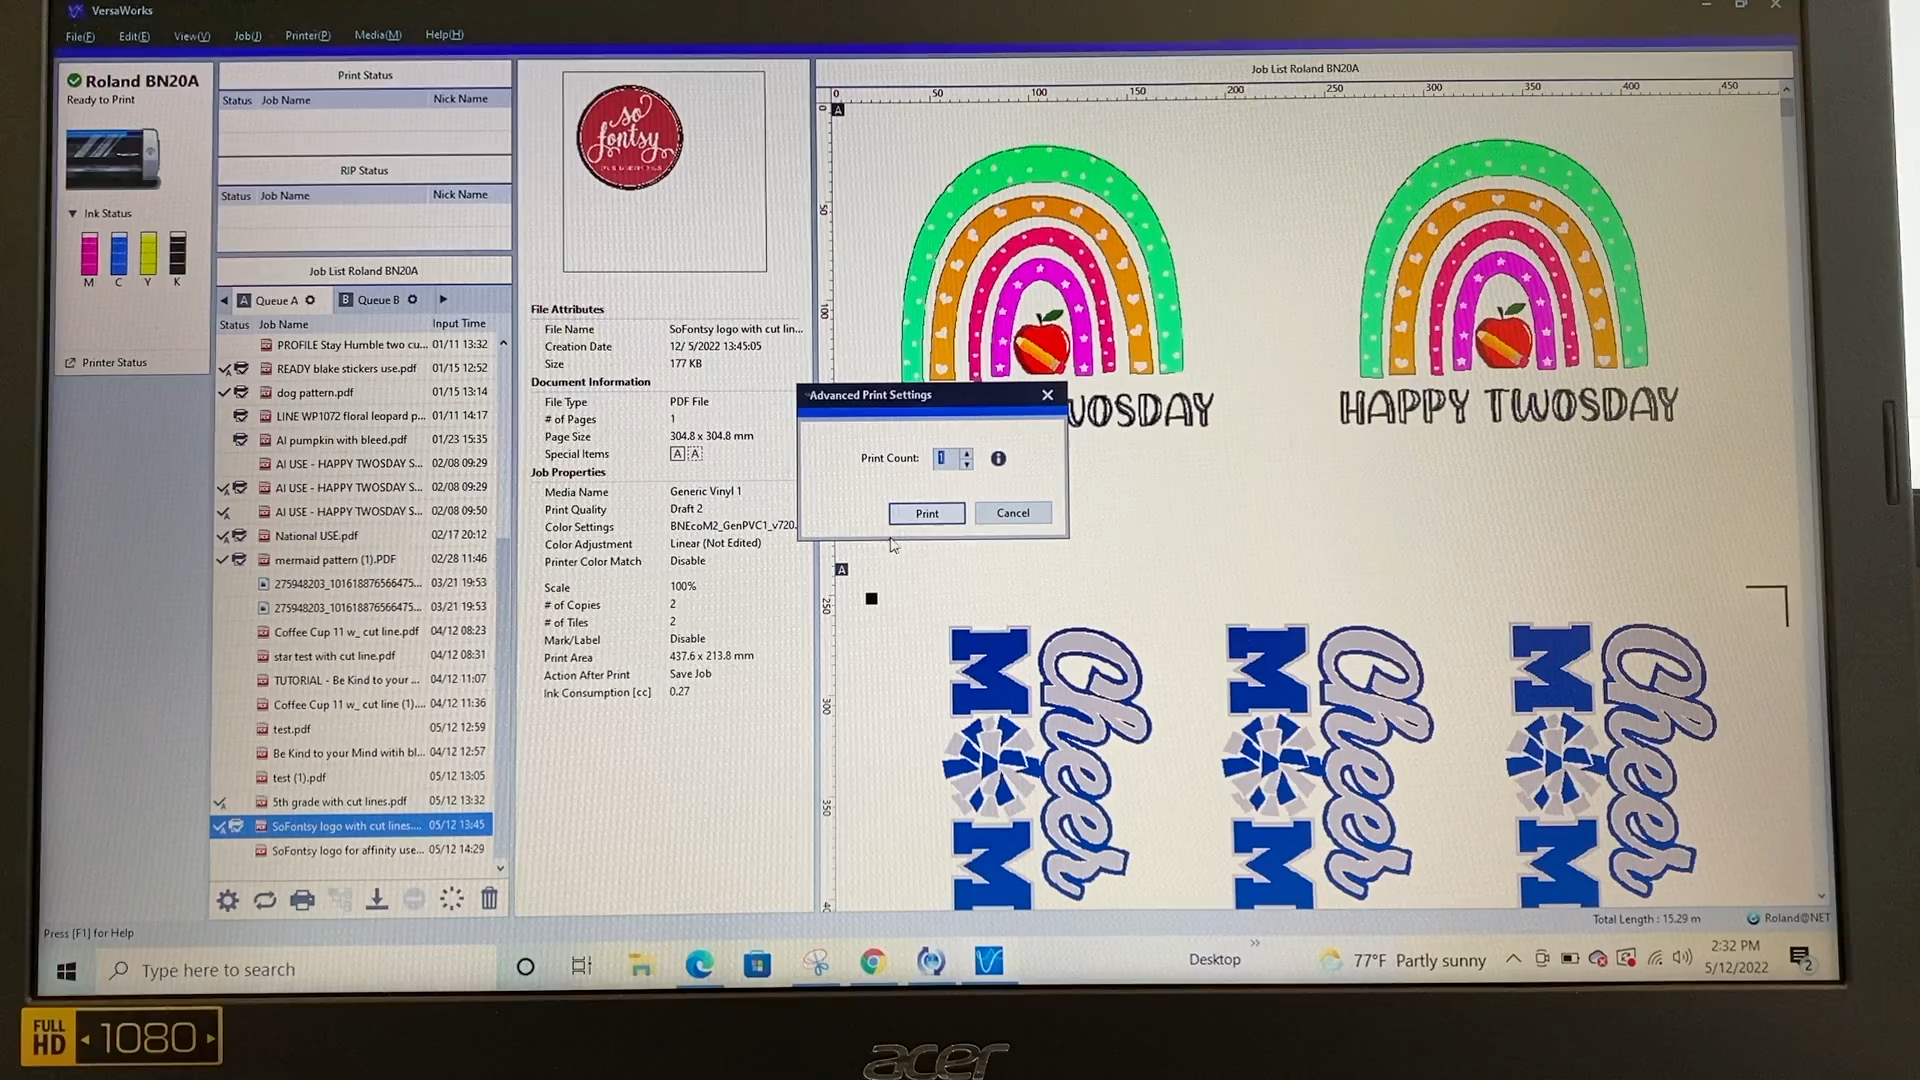 VersaWorks
File(F) Edit(E) View(V) Job(J) Printer(P) Media(M) Help(H)
Roland BN20A
Ready to Print
Ink Status
M C Y K
Printer Status
Print Status
Status Job Name Nick Name
RIP Status
Status Job Name Nick Name
Job List Roland BN20A
A Queue A B Queue B
Status Job Name Input Time
PROFILE Stay Humble two cu... 01/11 13:32
READY blake stickers use.pdf 01/15 12:52
dog pattern.pdf 01/15 13:14
LINE WP1072 floral leopard p... 01/11 14:17
AI pumpkin with bleed.pdf 01/23 15:35
AI USE - HAPPY TWOSDAY S... 02/08 09:29
AI USE - HAPPY TWOSDAY S... 02/08 09:29
AI USE - HAPPY TWOSDAY S... 02/08 09:50
National USE.pdf 02/17 20:12
mermaid pattern (1).PDF 02/28 11:46
275948203_101618876566475... 03/21 19:53
275948203_101618876566475... 03/21 19:53
Coffee Cup 11 w_ cut line.pdf 04/12 08:23
star test with cut line.pdf 04/12 08:31
TUTORIAL - Be Kind to your ... 04/12 11:07
Coffee Cup 11 w_ cut line (1).... 04/12 11:36
test.pdf 05/12 12:59
Be Kind to your Mind witih bl... 04/12 12:57
test (1).pdf 05/12 13:05
5th grade with cut lines.pdf 05/12 13:32
SoFontsy logo with cut lines.... 05/12 13:45
SoFontsy logo for affinity use... 05/12 14:29
Press [F1] for Help
so
fontsy
File Attributes
File Name SoFontsy logo with cut lin...
Creation Date 12/ 5/2022 13:45:05
Size 177 KB
Document Information
File Type PDF File
# of Pages 1
Page Size 304.8 x 304.8 mm
Special Items A A
Job Properties
Media Name Generic Vinyl 1
Print Quality Draft 2
Color Settings BNEcoM2_GenPVC1_v720.
Color Adjustment Linear (Not Edited)
Printer Color Match Disable
Scale 100%
# of Copies 2
# of Tiles 2
Mark/Label Disable
Print Area 437.6 x 213.8 mm
Action After Print Save Job
Ink Consumption [cc] 0.27
Job List Roland BN20A
0 50 100 150 200 250 300 350 400 450
0
50
100
250
300
350
A
WOSDAY
HAPPY TWOSDAY
Advanced Print Settings
Print Count: 1
Print Cancel
A
MOM Cheer
MOM Cheer
MOM Cheer
Total Length : 15.29 m Roland@NET
Type here to search
Desktop
77°F Partly sunny
2:32 PM
5/12/2022
2
FULL HD 1080
acer